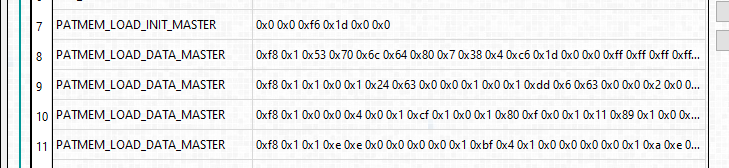 7 PATMEM_LOAD_INIT_MASTER 0x0 0x0 0xf6 0x1d 0x0 0x0
8 PATMEM_LOAD_DATA_MASTER 0xf8 0x1 0x53 0x70 0x6c 0x64 0x80 0x7 0x38 0x4 0xc6 0x1d 0x0 0x0 0xff 0xff 0xff 0xff...
9 PATMEM_LOAD_DATA_MASTER 0xf8 0x1 0x1 0x0 0x1 0x24 0x63 0x0 0x0 0x1 0x0 0x1 0xdd 0x6 0x63 0x0 0x0 0x2 0x0 0...
10 PATMEM_LOAD_DATA_MASTER 0xf8 0x1 0x0 0x0 0x4 0x0 0x1 0xcf 0x1 0x0 0x1 0x80 0xf 0x0 0x1 0x11 0x89 0x1 0x0 0x...
11 PATMEM_LOAD_DATA_MASTER 0xf8 0x1 0x1 0xe 0xe 0x0 0x0 0x0 0x0 0x1 0xbf 0x4 0x1 0x0 0x0 0x0 0x0 0x1 0xa 0xe 0...